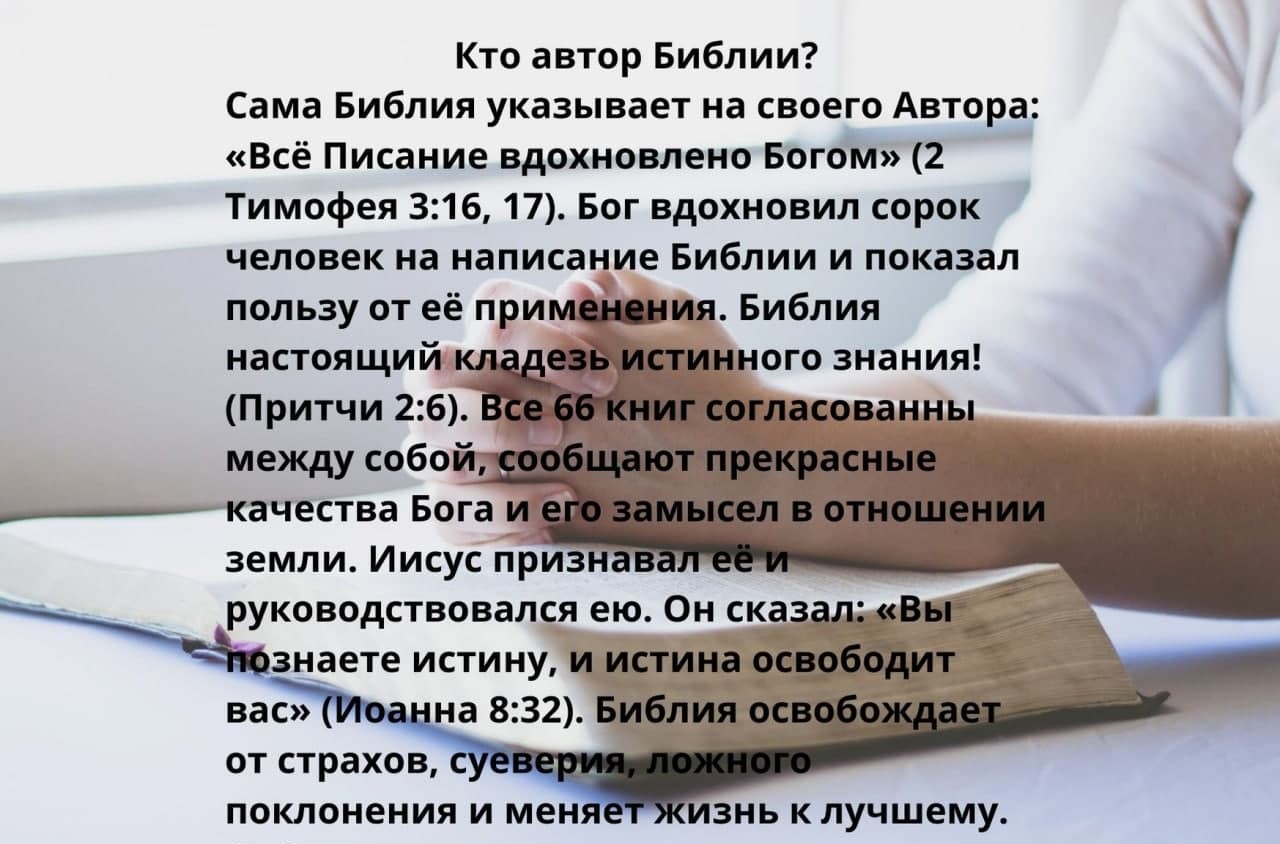 Кто автор Библии?
Сама Библия указывает на своего Автора:
«Всё Писание вдохновлено Богом» (2
Тимофея 3:16, 17). Бог вдохновил сорок
человек на написание Библии и показал
пользу от её применения. Библия
настоящий кладезь истинного знания!
(Притчи 2:6). Все 66 книг согласованны
между собой, сообщают прекрасные
качества Бога и его замысел в отношении
земли. Иисус признавал её и
руководствовался ею. Он сказал: «Вы
познаете истину, и истина освободит
вас» (Иоанна 8:32). Библия освобождает
от страхов, суеверия, ложного
поклонения и меняет жизнь к лучшему.